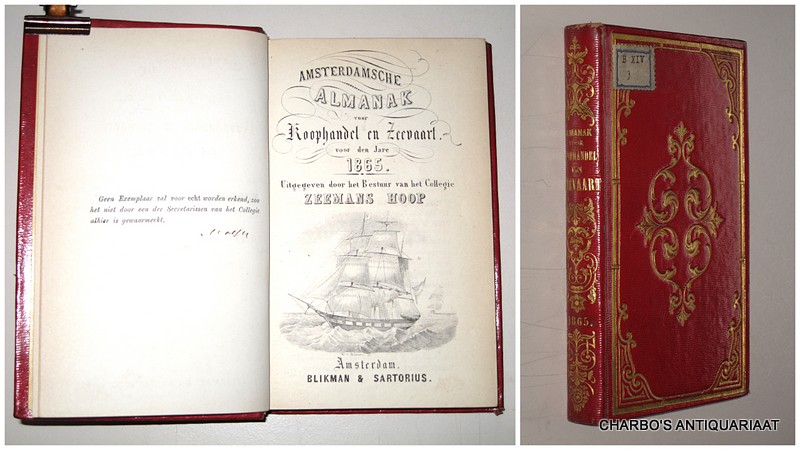 Geen Exemplaar zal voor echt worden erkend, zoo
het niet door een der Secretarissen van het Collegie
alhier is gewaarmerkt.
AMSTERDAMSCHE
ALMANAK
voor
Koophandel en Zeevaart.
voor den Jare
1865.
Uitgegeven door het Bestuur van het Collegie
ZEEMANS HOOP
Amsterdam.
BLIKMAN & SARTORIUS.
B XLV
ALMANAK
VOOR
KOOPHANDEL
EN
ZEEVAART
1865.
CHARBO'S ANTIQUARIAAT